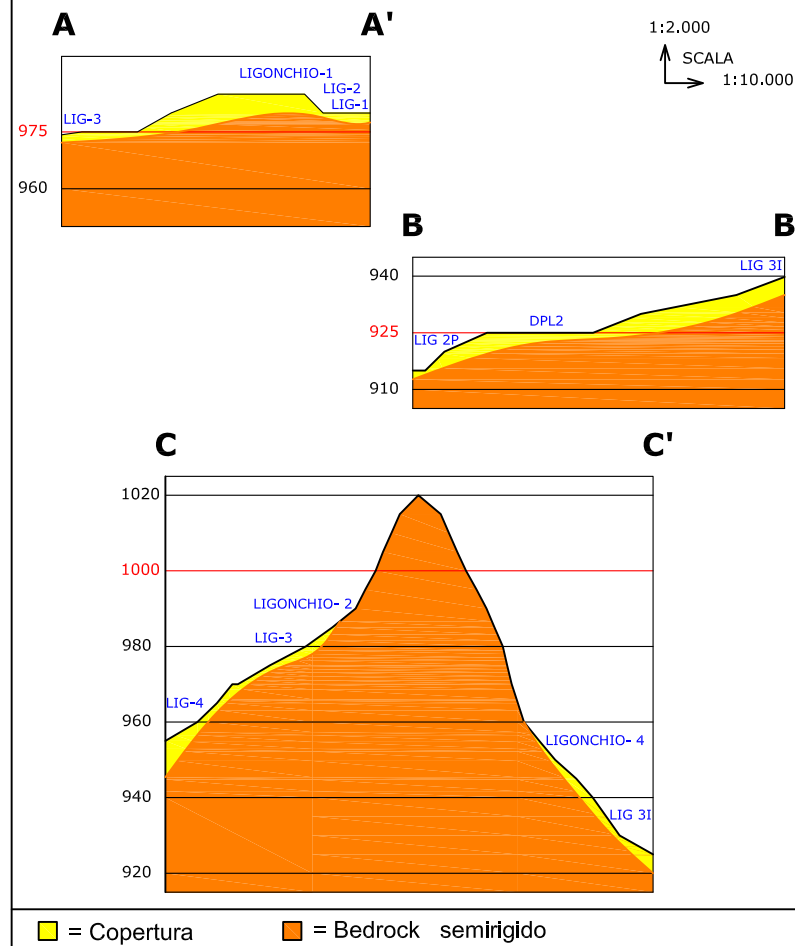 A A'
1:2.000
SCALA
1:10.000
LIGONCHIO-1
LIG-2
LIG-1
LIG-3
975
960
B B
LIG 3I
940
DPL2
925
LIG 2P
910
C C'
1020
1000
LIGONCHIO- 2
LIG-3
980
LIG-4
960
LIGONCHIO- 4
940
LIG 3I
920
= Copertura = Bedrock semirigido